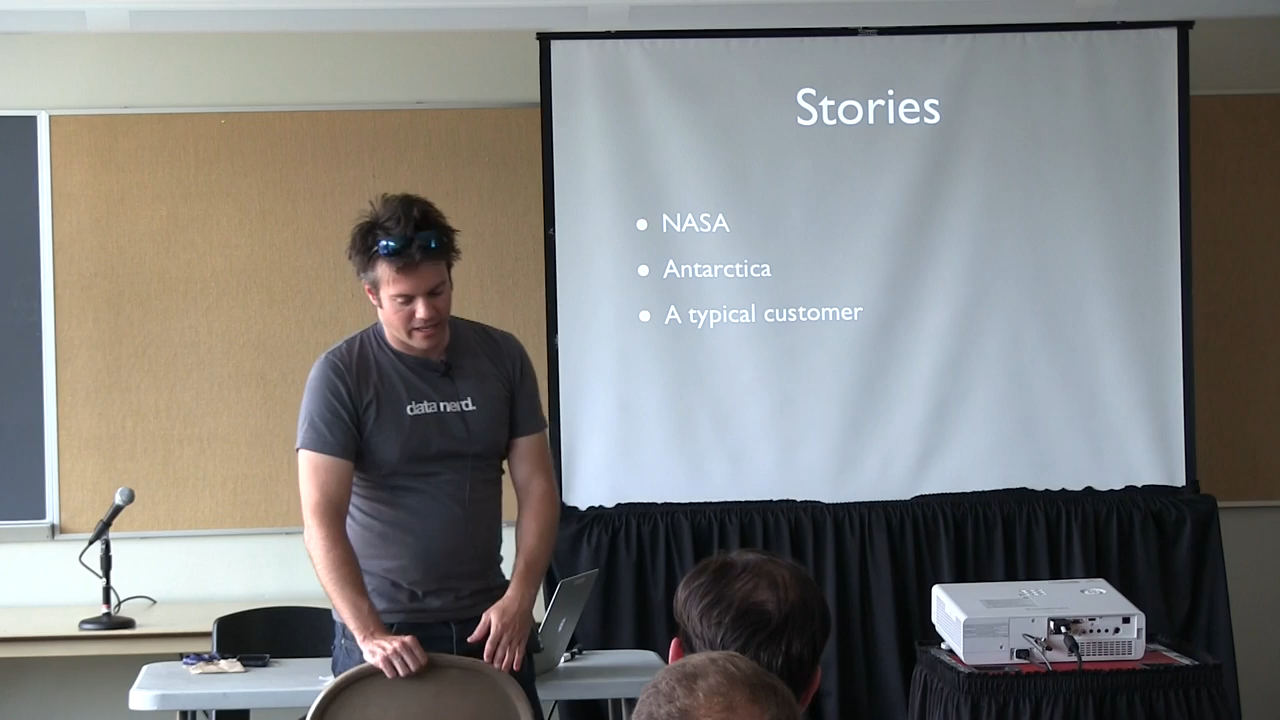 Stories
NASA
Antarctica
A typical customer
data nerd.